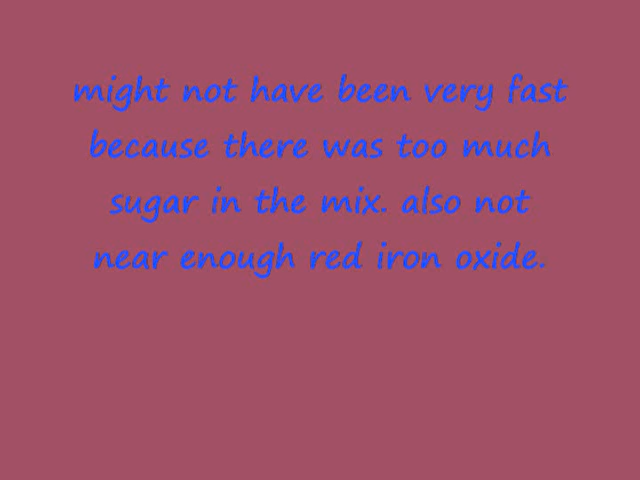 might not have been very fast
because there was too much
sugar in the mix. also not
near enough red iron oxide.